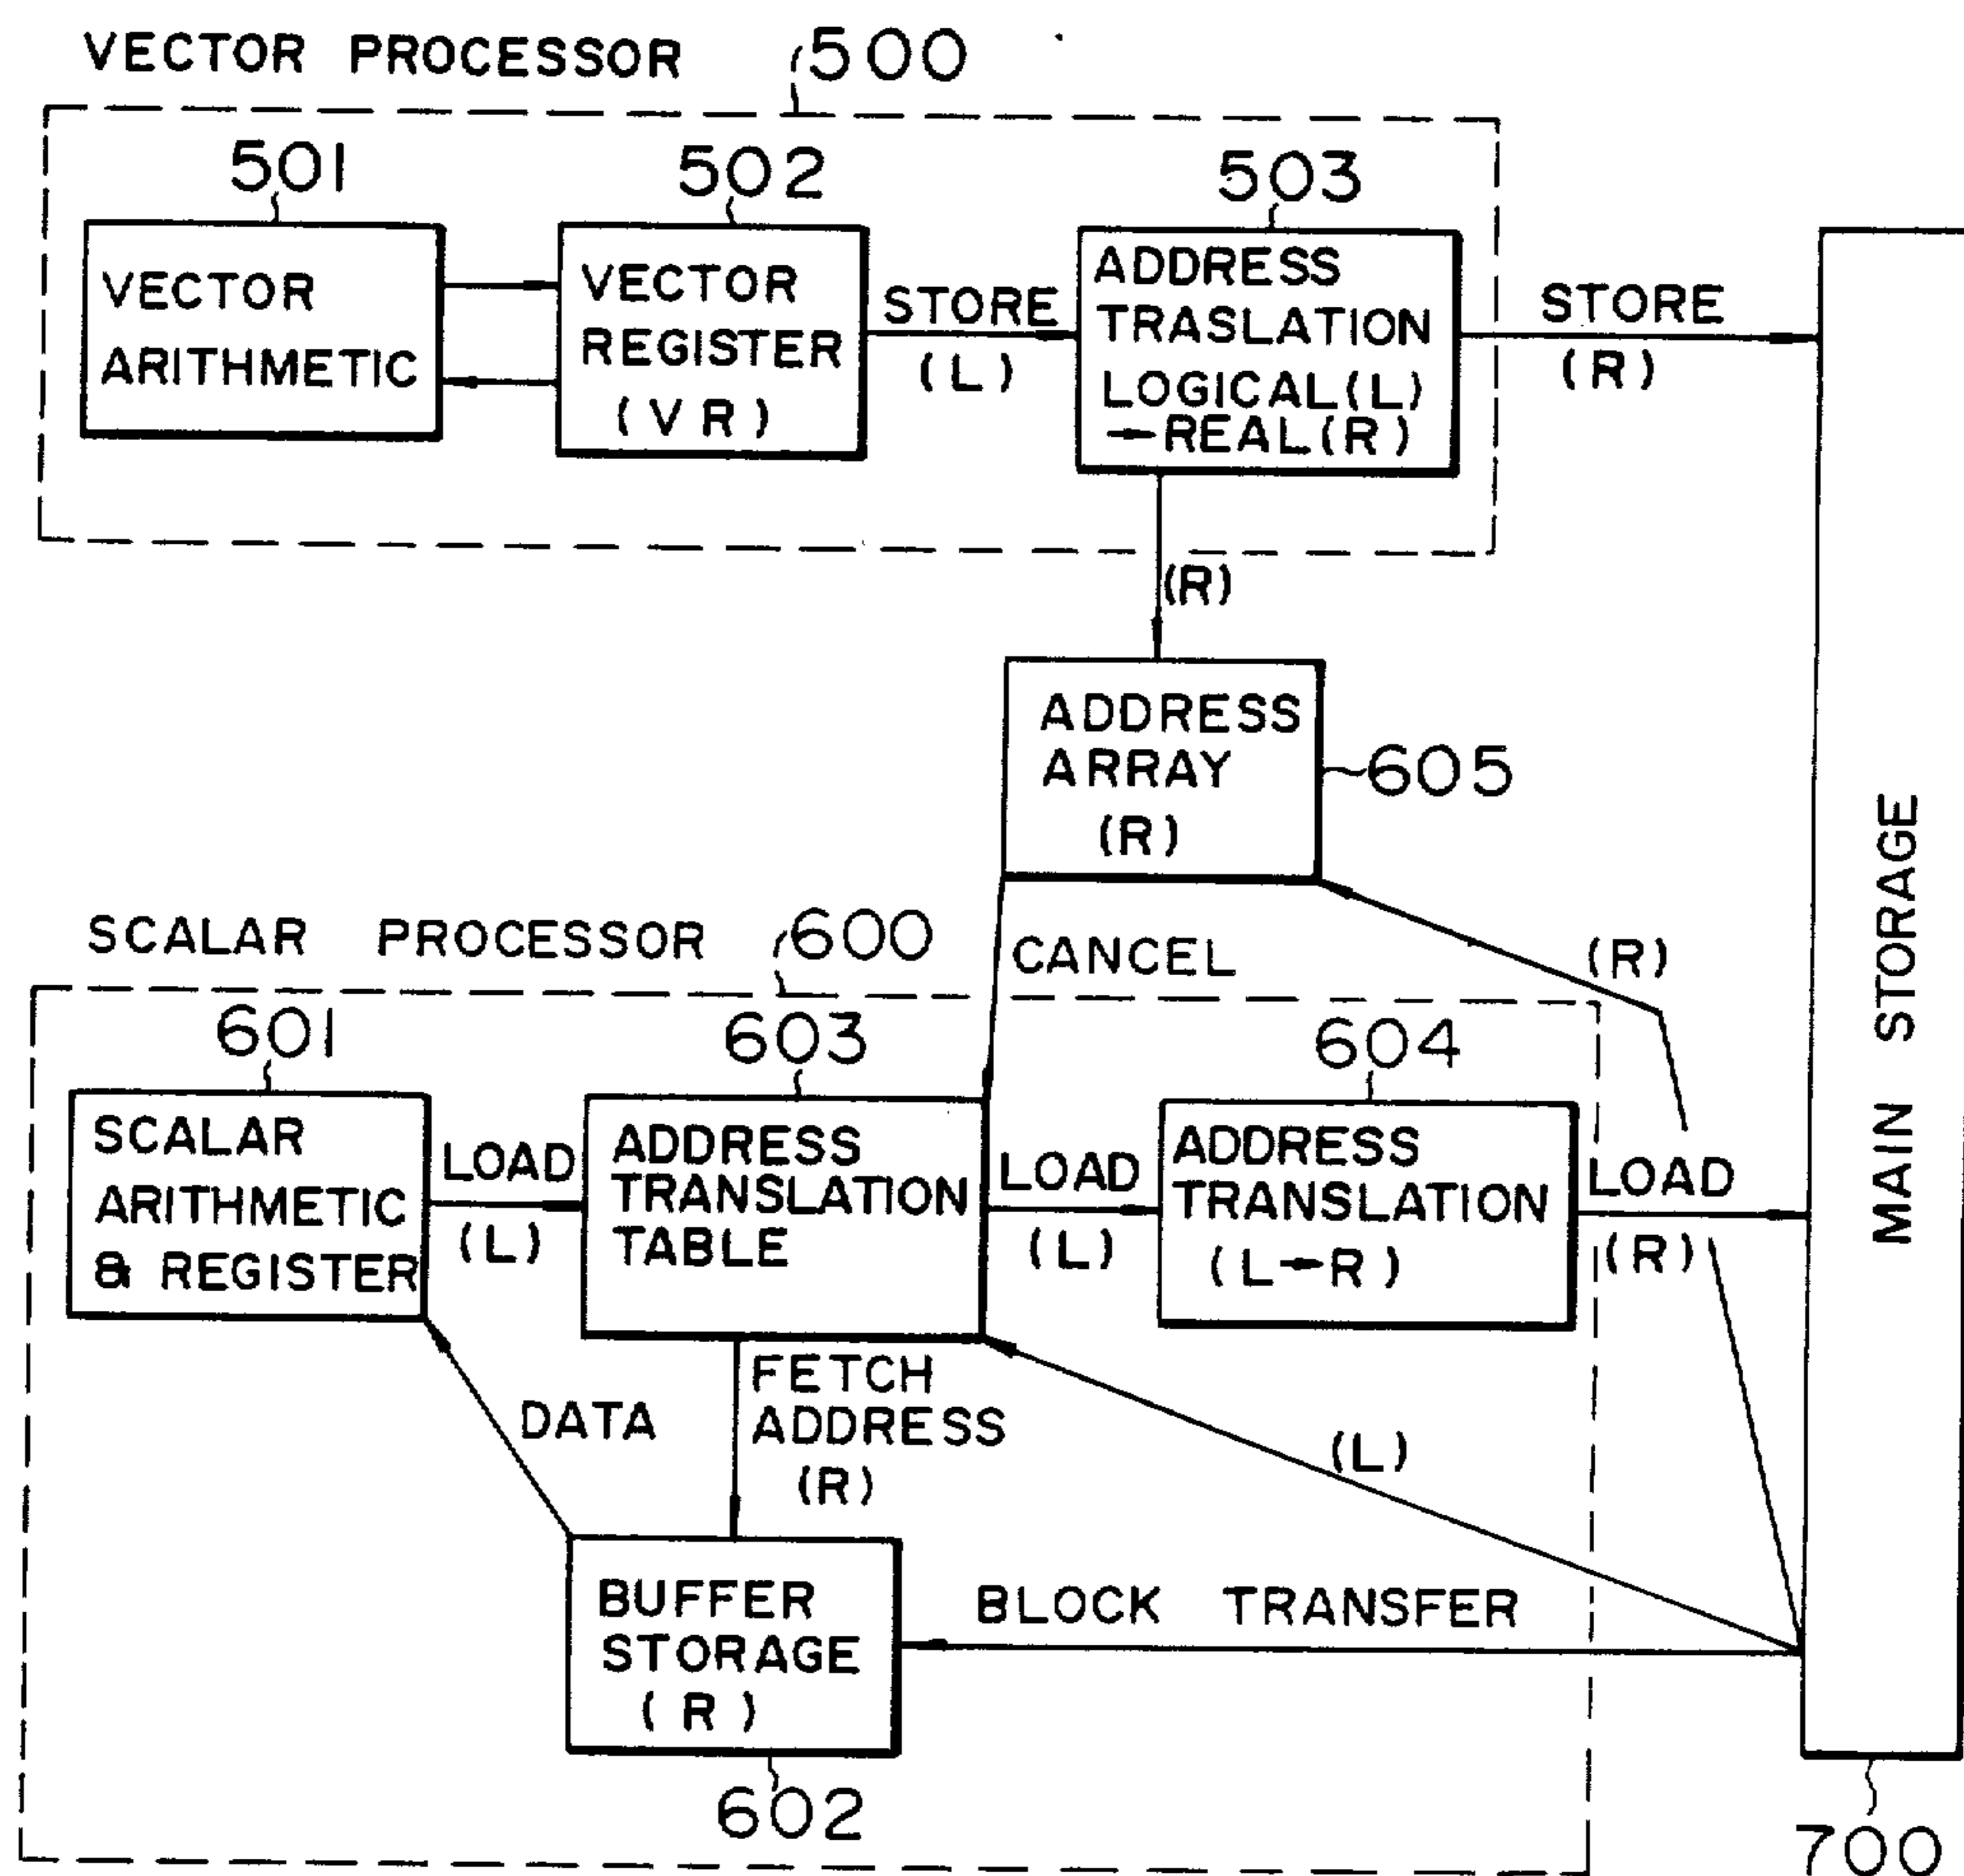 VECTOR PROCESSOR
500
501
502
503
VECTOR
ARITHMETIC
VECTOR
REGISTER
(VR)
STORE
(L)
ADDRESS
TRASLATION
LOGICAL(L)
→REAL(R)
STORE
(R)
(R)
ADDRESS
ARRAY
(R)
605
MAIN STORAGE
SCALAR PROCESSOR
600
CANCEL
(R)
601
603
604
SCALAR
ARITHMETIC
& REGISTER
LOAD
(L)
ADDRESS
TRANSLATION
TABLE
LOAD
(L)
ADDRESS
TRANSLATION
(L→R)
LOAD
(R)
DATA
FETCH
ADDRESS
(R)
(L)
BUFFER
STORAGE
(R)
BLOCK TRANSFER
602
700